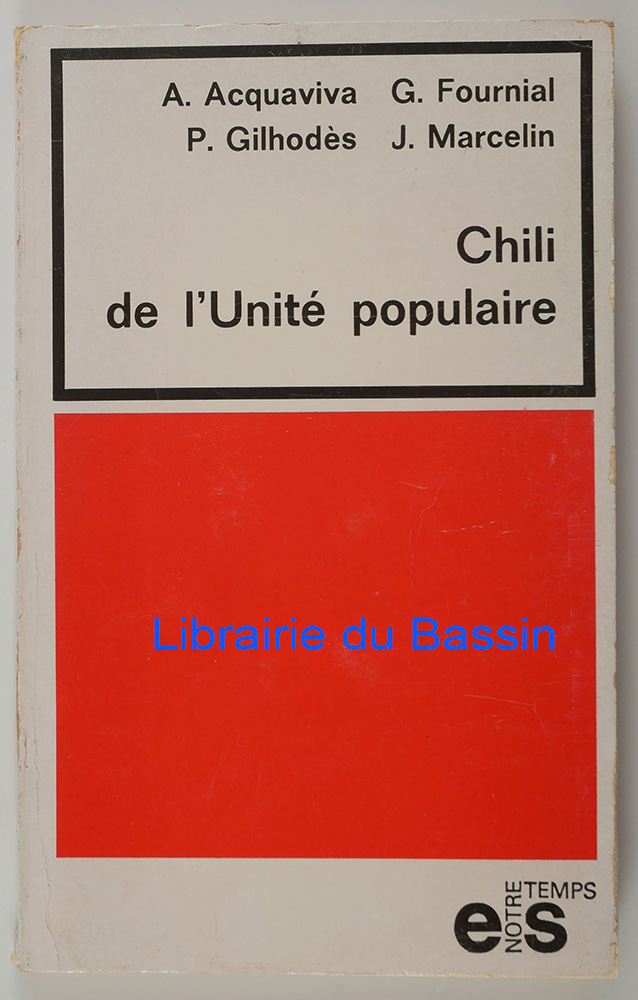 A. Acquaviva G. Fournial
P. Gilhodès J. Marcelin
Chili
de l'Unité populaire
Librairie du Bassin
es NOTRE TEMPS